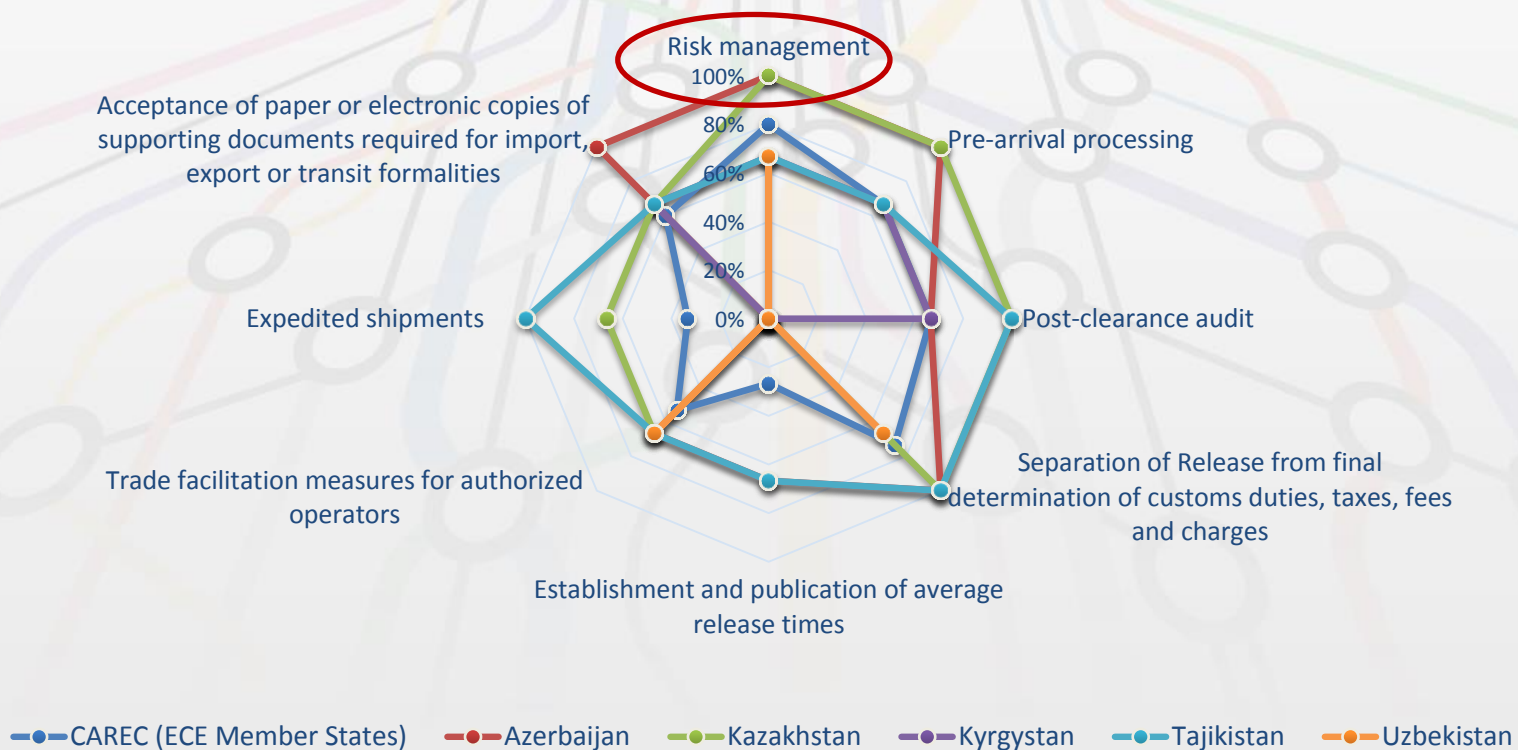 Risk management
100%
80%
60%
40%
20%
0%
Pre-arrival processing
Post-clearance audit
Separation of Release from final
determination of customs duties, taxes, fees
and charges
Establishment and publication of average
release times
Trade facilitation measures for authorized
operators
Expedited shipments
Acceptance of paper or electronic copies of
supporting documents required for import,
export or transit formalities
CAREC (ECE Member States) Azerbaijan Kazakhstan Kyrgystan Tajikistan Uzbekistan